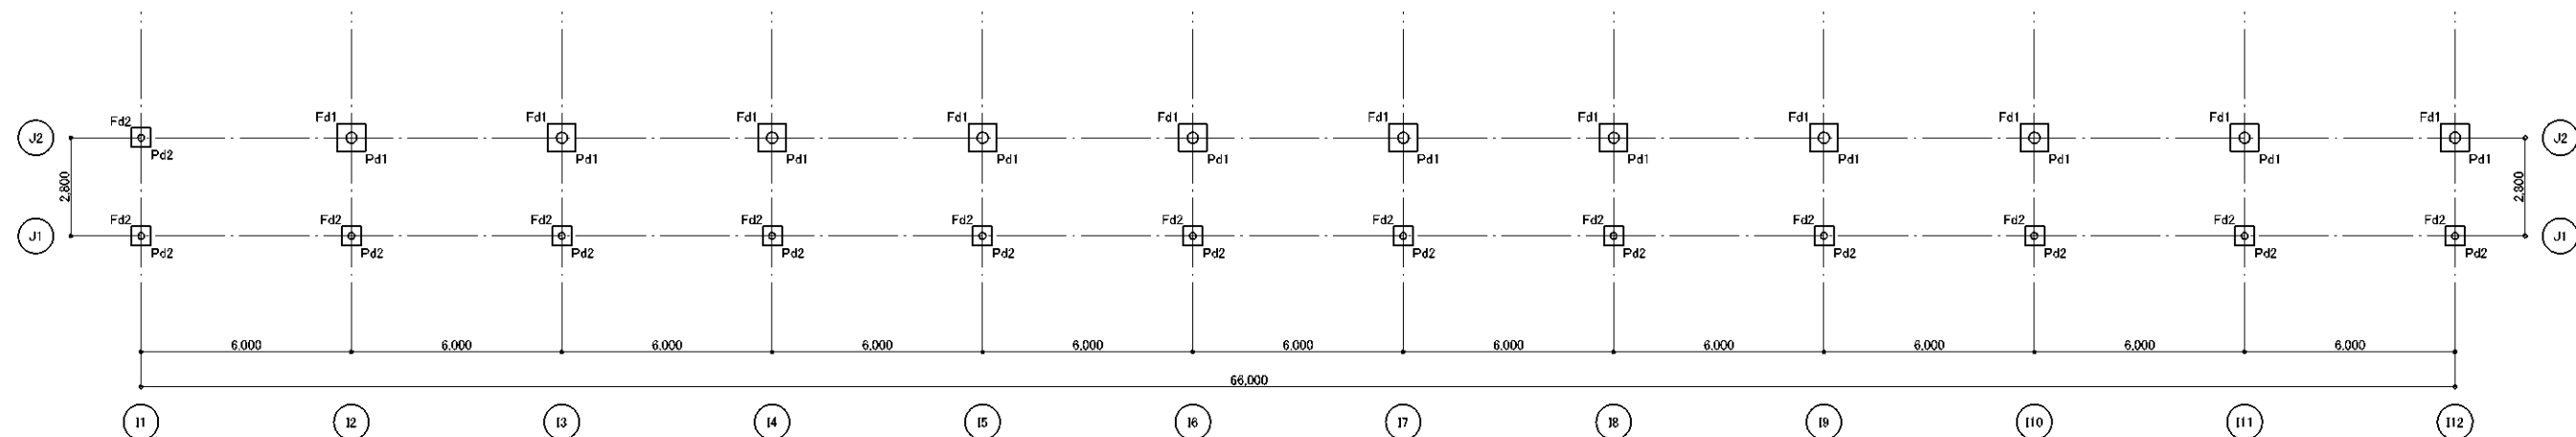 Fd1 Fd1 Fd1 Fd1 Fd1 Fd1 Fd1 Fd1 Fd1 Fd1 Fd1
Fd2
J2 J2
Pd2 Pd1 Pd1 Pd1 Pd1 Pd1 Pd1 Pd1 Pd1 Pd1 Pd1 Pd1
2,800 2,800
Fd2 Fd2 Fd2 Fd2 Fd2 Fd2 Fd2 Fd2 Fd2 Fd2 Fd2 Fd2
J1 J1
Pd2 Pd2 Pd2 Pd2 Pd2 Pd2 Pd2 Pd2 Pd2 Pd2 Pd2 Pd2
6,000 6,000 6,000 6,000 6,000 6,000 6,000 6,000 6,000 6,000 6,000
66,000
I1 I2 I3 I4 I5 I6 I7 I8 I9 I10 I11 I12